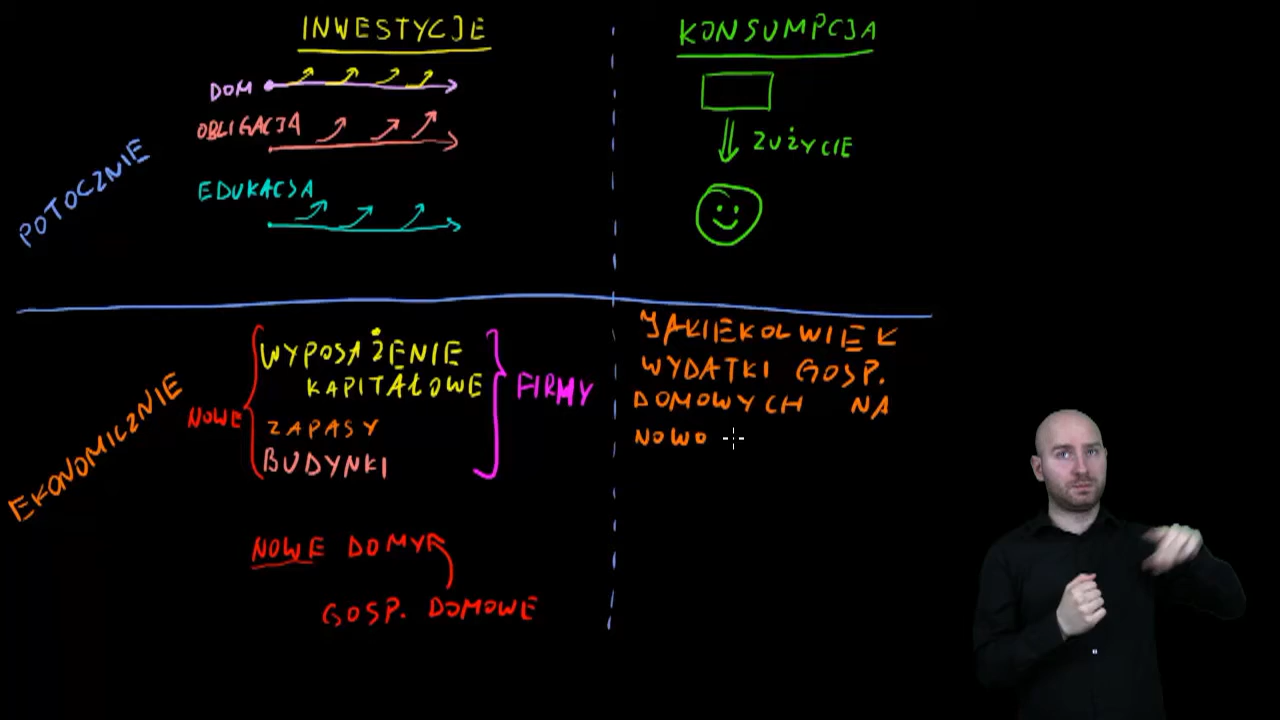 INWESTYCJE
DOM
OBLIGACJA
EDUKACJA
POTOCZNIE
KONSUMPCJA
ZUŻYCIE
EKONOMICZNIE
NOWE
WYPOSAŻENIE
KAPITAŁOWE
ZAPASY
BUDYNKI
FIRMY
NOWE DOMY
GOSP. DOMOWE
JAKIEKOLWIEK
WYDATKI GOSP.
DOMOWYCH NA
NOWO